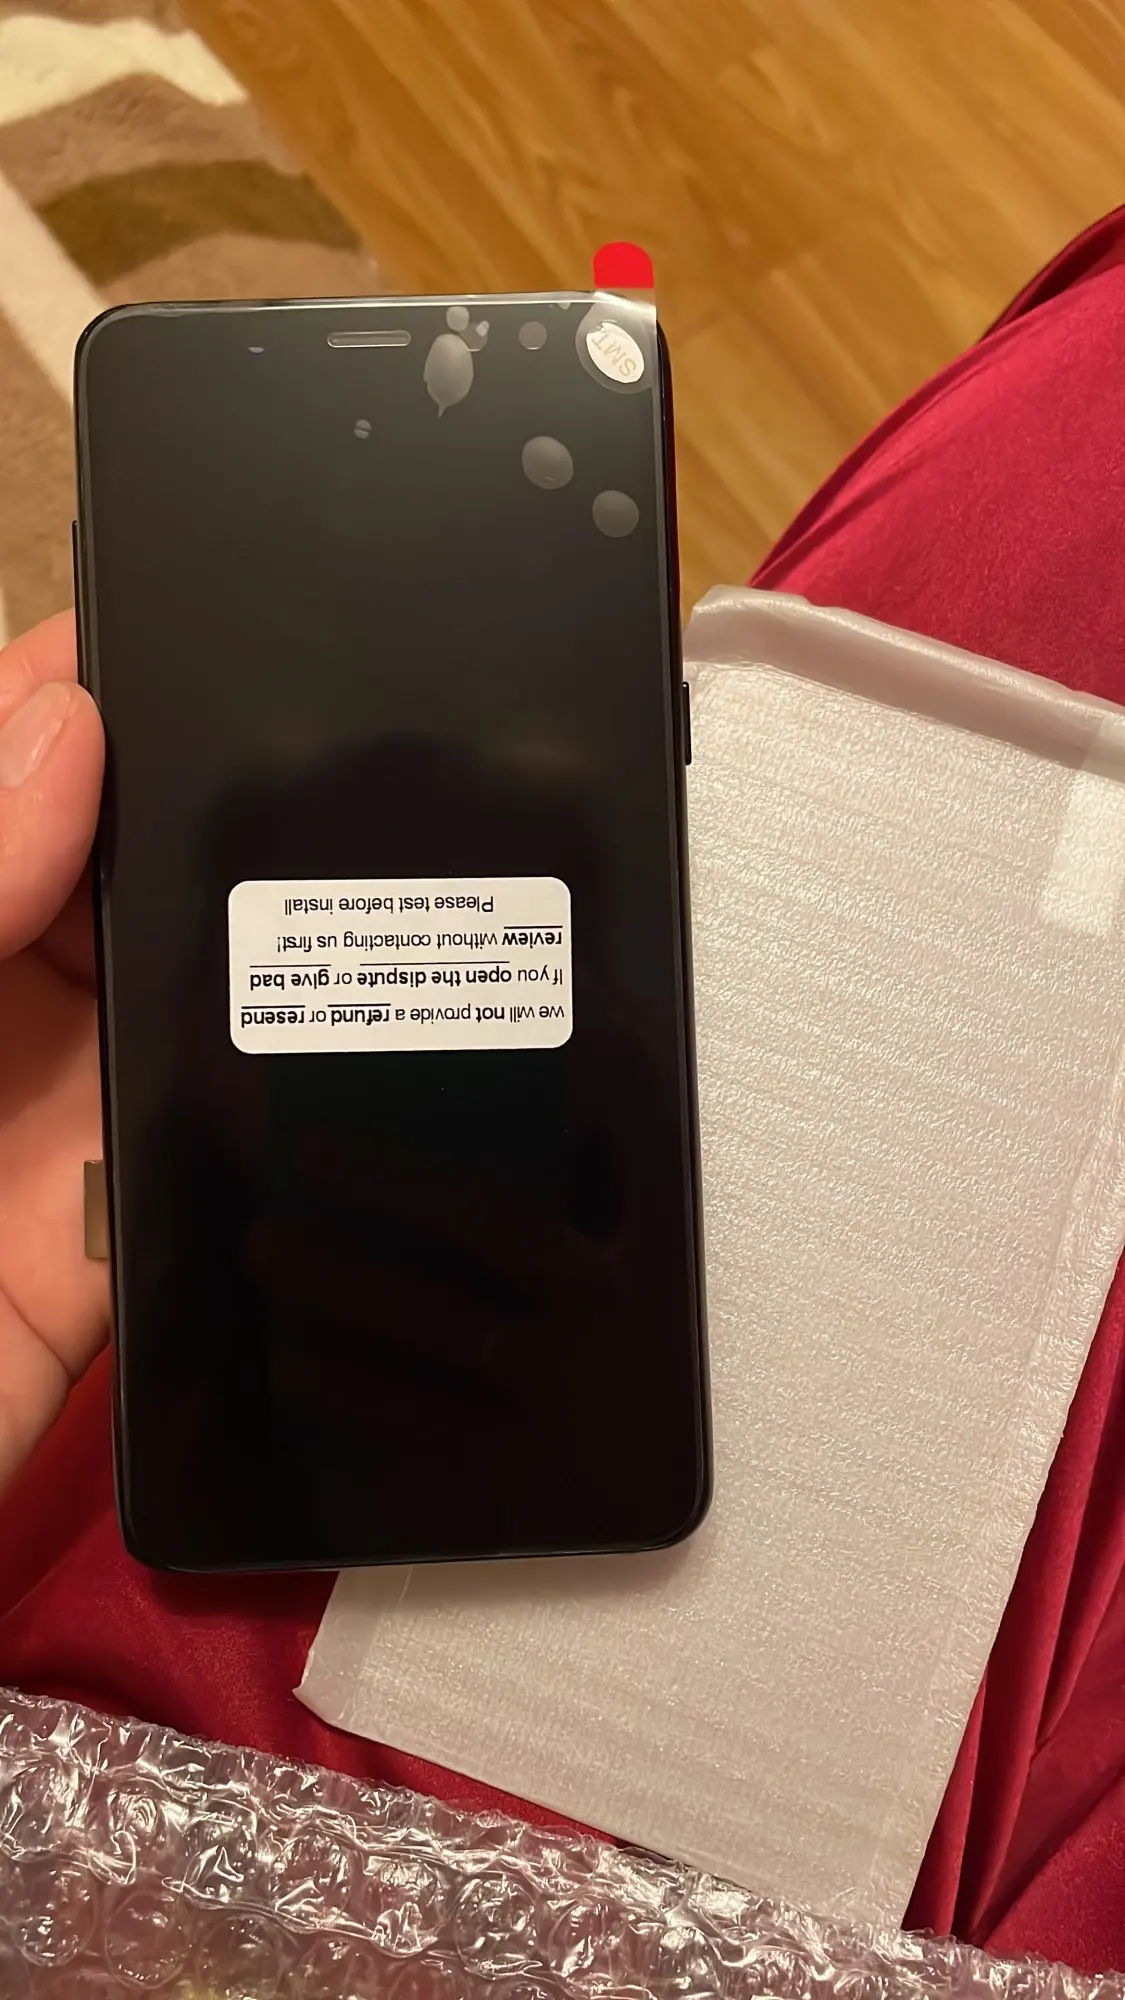 we will not provide a refund or resend
If you open the dispute or give bad
review without contacting us first!
Please test before install
SMT